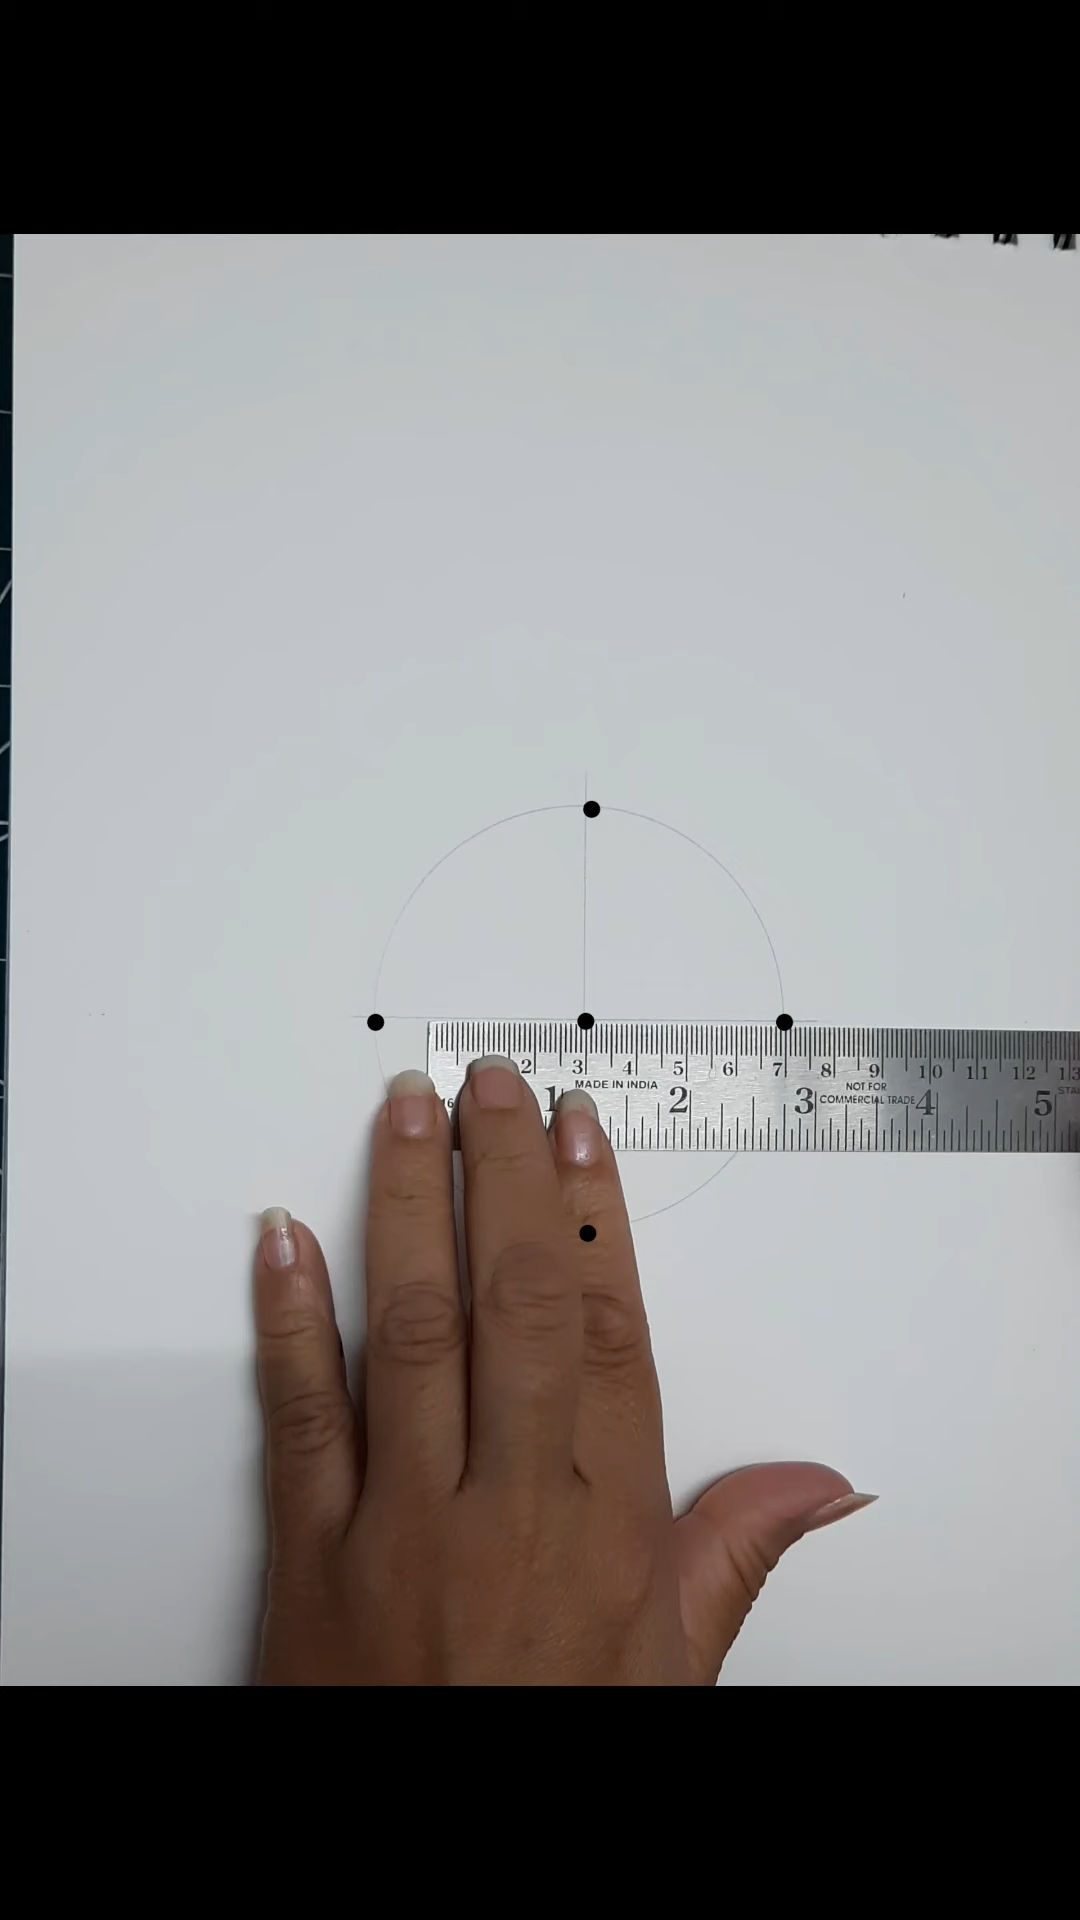 2 3 4 5 6 7 8 9 10 11 12 13
MADE IN INDIA
NOT FOR
COMMERCIAL TRADE
16
1 2 3 4 5